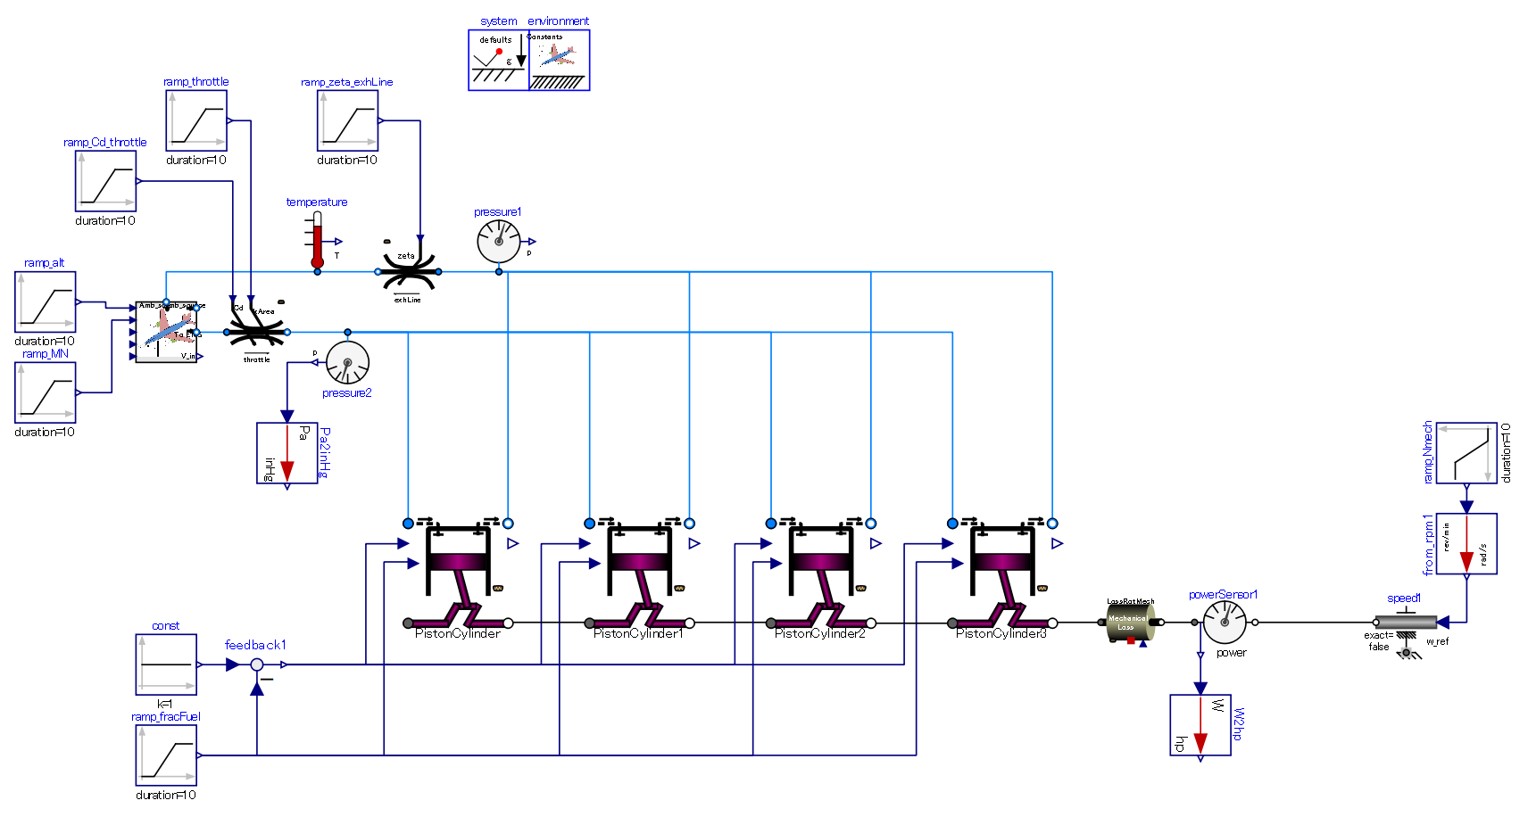 system
environment
defaults
g
Constants
ramp_throttle
duration=10
ramp_zeta_exhLine
duration=10
ramp_Cd_throttle
duration=10
temperature
T
pressure1
p
zeta
exhLine
ramp_alt
duration=10
ramp_MN
duration=10
V_in
Cd
throttle
p
pressure2
Pa
inHg
Pa2inHg
ramp_Nmech
duration=10
from_rpm1
rev/min
rad/s
speed1
exact=
false
w_ref
PistonCylinder
PistonCylinder1
PistonCylinder2
PistonCylinder3
LossRotMech
Mechanical
Loss
powerSensor1
power
W
hp
W2hp
const
k=1
feedback1
ramp_fracFuel
duration=10